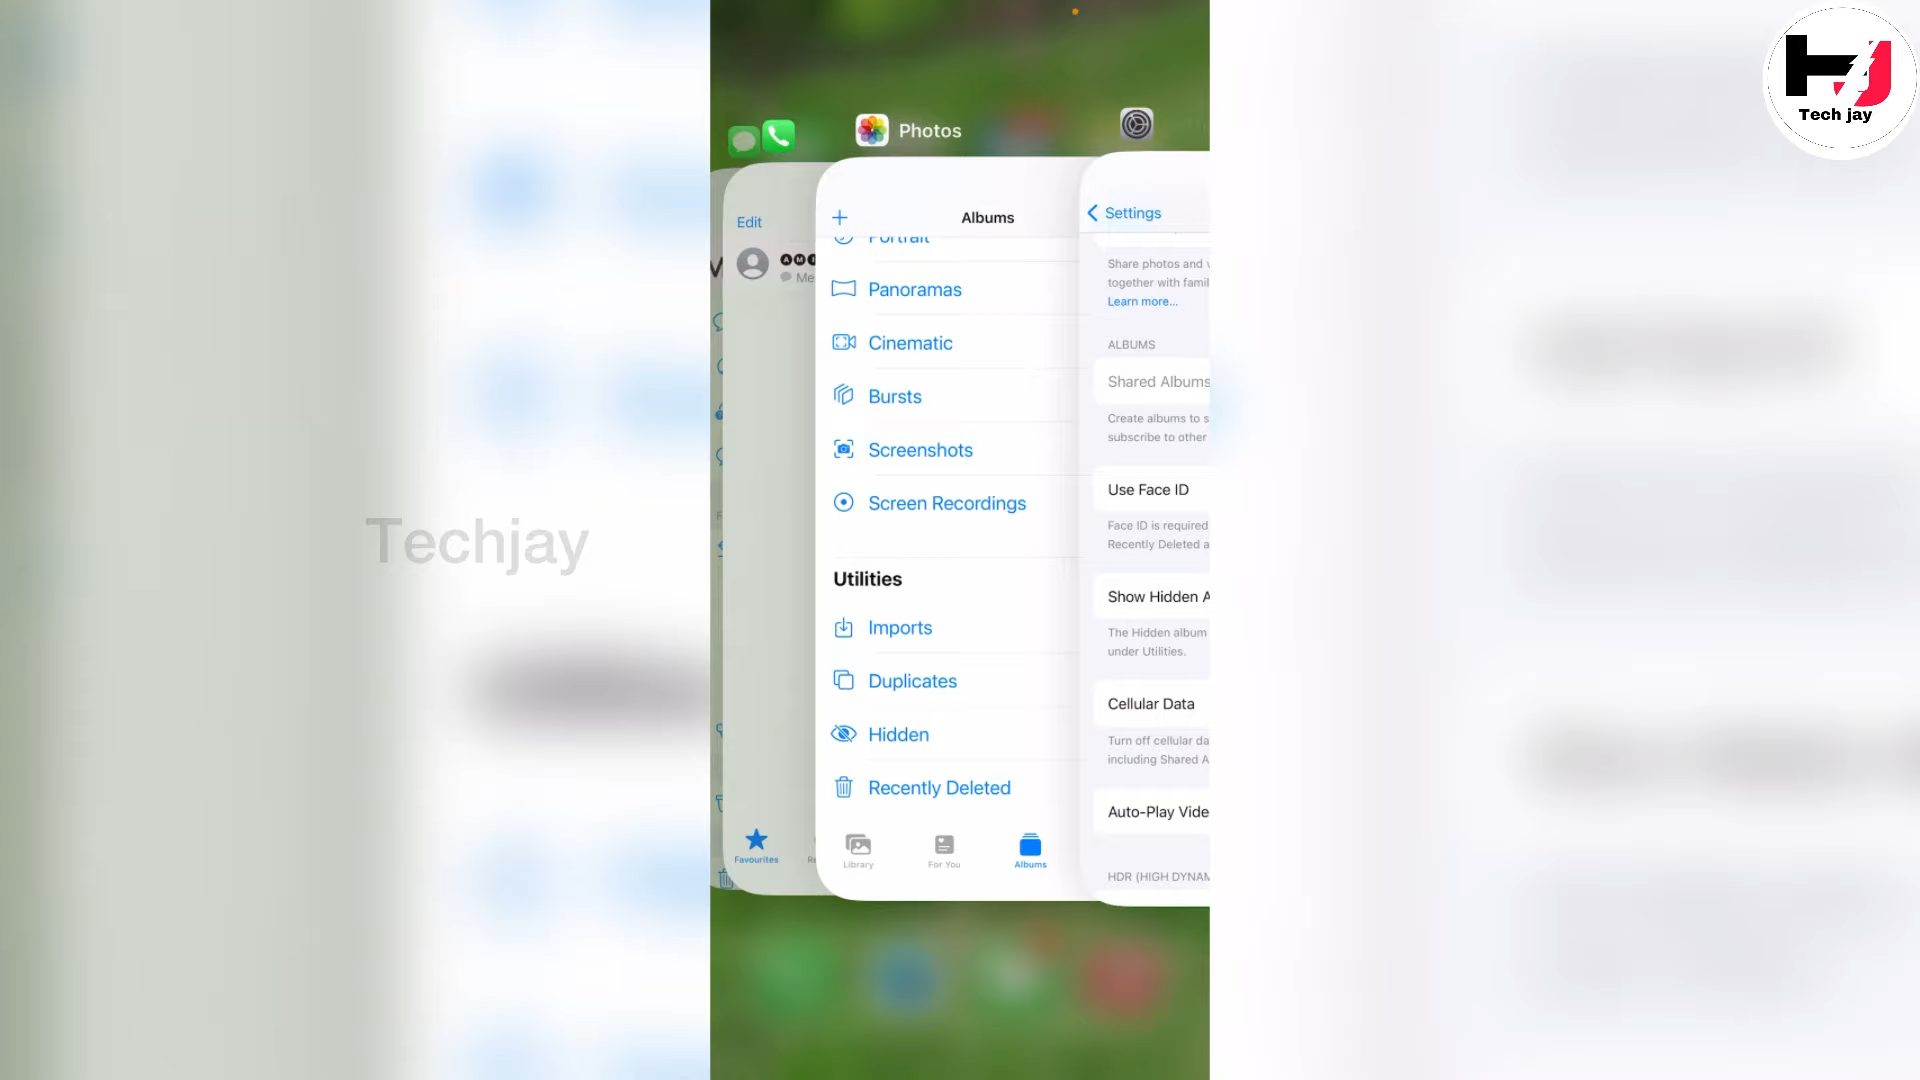 Tech jay
Photos
Edit
Me
Albums
Portrait
Panoramas
Cinematic
Bursts
Screenshots
Screen Recordings
Utilities
Imports
Duplicates
Hidden
Recently Deleted
Favourites
Library
For You
Albums
Settings
Share photos and v
together with famil
Learn more...
ALBUMS
Shared Albums
Create albums to s
subscribe to other
Use Face ID
Face ID is required
Recently Deleted a
Show Hidden A
The Hidden album
under Utilities.
Cellular Data
Turn off cellular da
including Shared A
Auto-Play Vide
HDR (HIGH DYNAM
Techjay